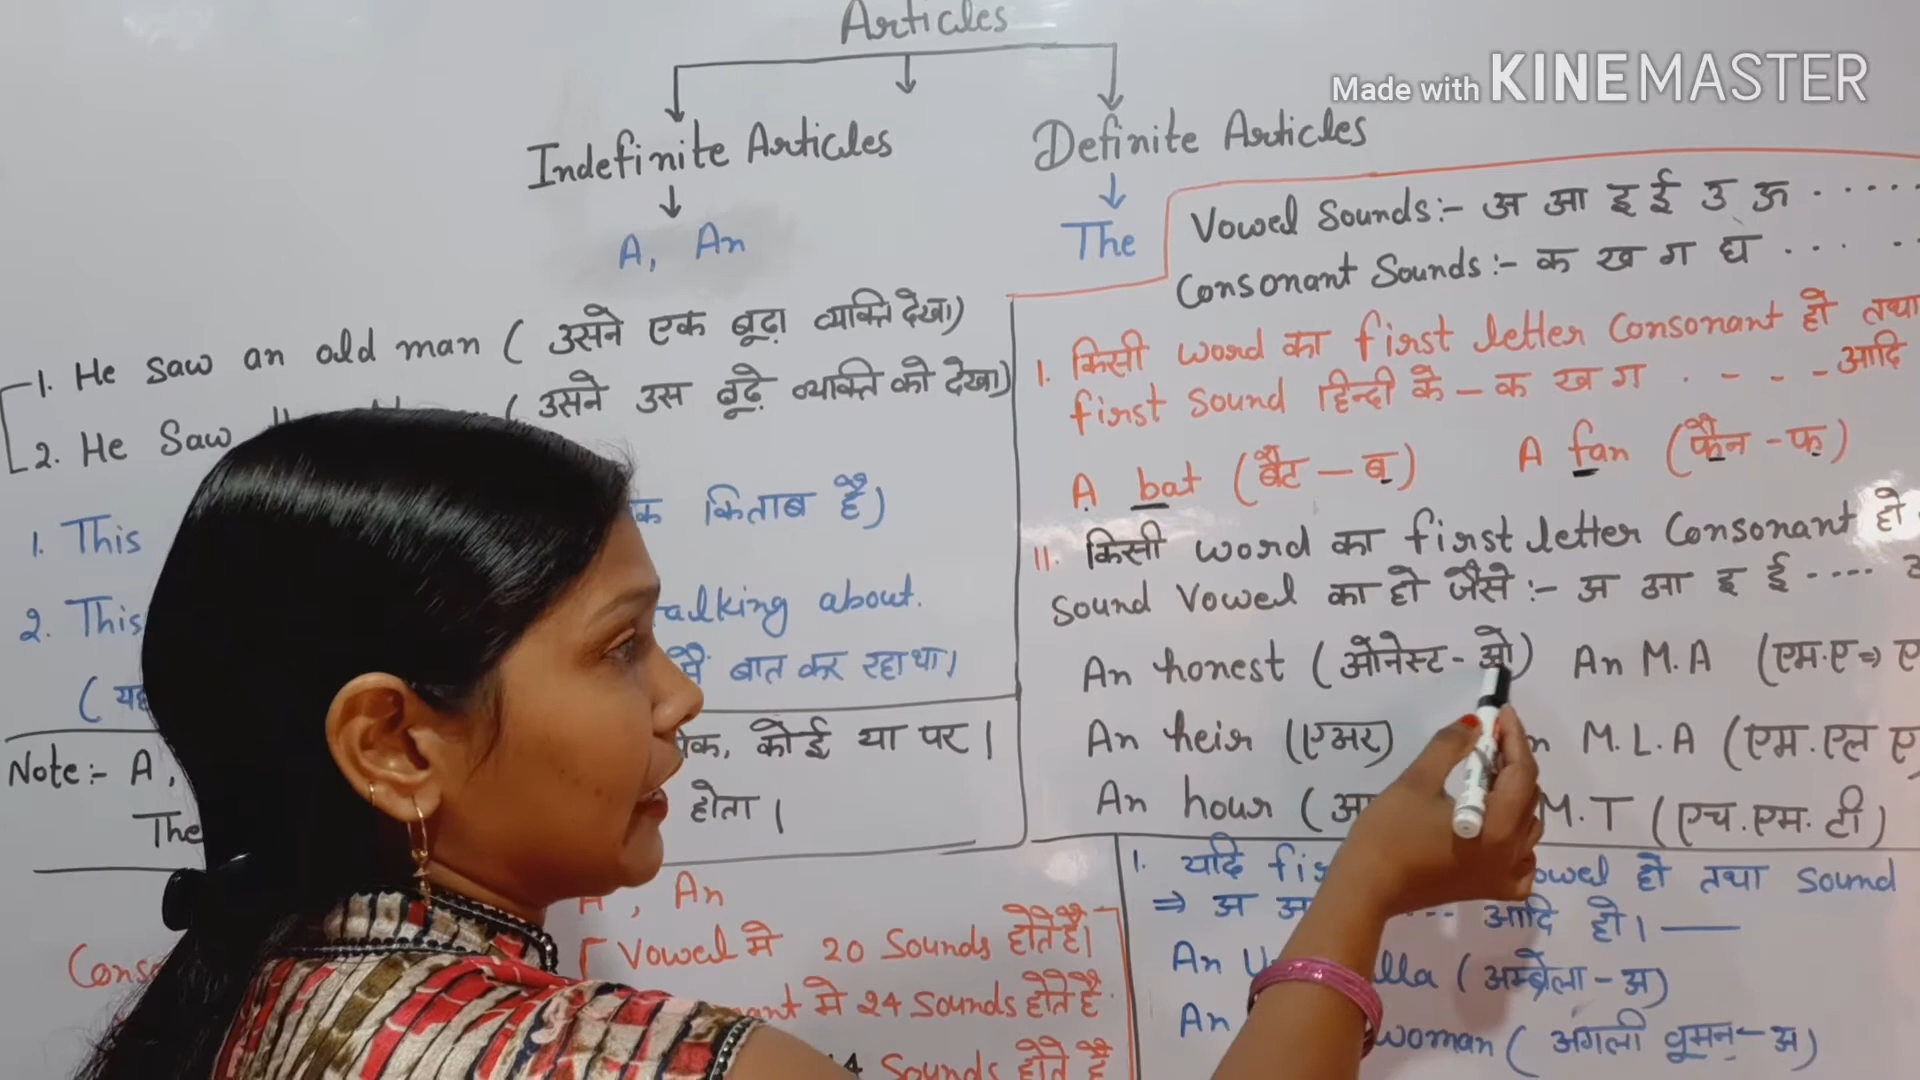 Articles
Made with KINEMASTER
Indefinite Articles
Definite Articles
A, An
The
Vowel Sounds:- अ आ इ ई उ ऊ ......
Consonant Sounds:- क ख ग घ .... ..
1. He saw an old man ( उसने एक बूढ़ा व्यक्ति देखा)
2. He Saw ( उसने उस बूढ़े व्यक्ति को देखा)
1. This क किताब है)
2. This talking about.
( यह मैं बात कर रहा था।
Note:- A, एक, कोई या पर।
The होता।
I. किसी word का first letter Consonant हो तथा
first Sound हिन्दी के - क ख ग . - - - आदि
A bat (बैट - ब) A fan (फैन - फ)
II. किसी word का first letter Consonant हो
Sound Vowel का हो जैसे :- अ आ इ ई ----
An honest ( ऑनेस्ट - ओ) An M.A (एम.ए => ए
An heir (एअर) n M.L.A (एम.एल ए)
An hour ( आ M.T (एच.एम.टी)
A, An
Vowel में 20 Sounds होते है।
nant में 24 Sounds होते है
4 Sounds होते है
1. यदि fi owel हो तथा Sound
=> अ अ --- आदि हो।
An U lla (अम्ब्रेला - अ)
An woman ( अगली वूमन - अ)